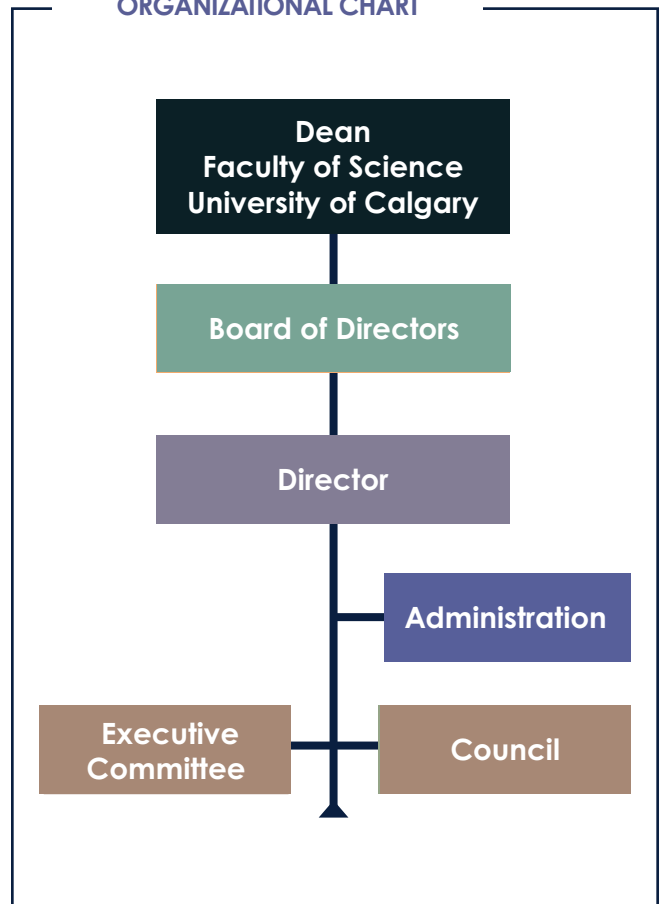 ORGANIZATIONAL CHART
Dean
Faculty of Science
University of Calgary
Board of Directors
Director
Administration
Executive
Committee
Council